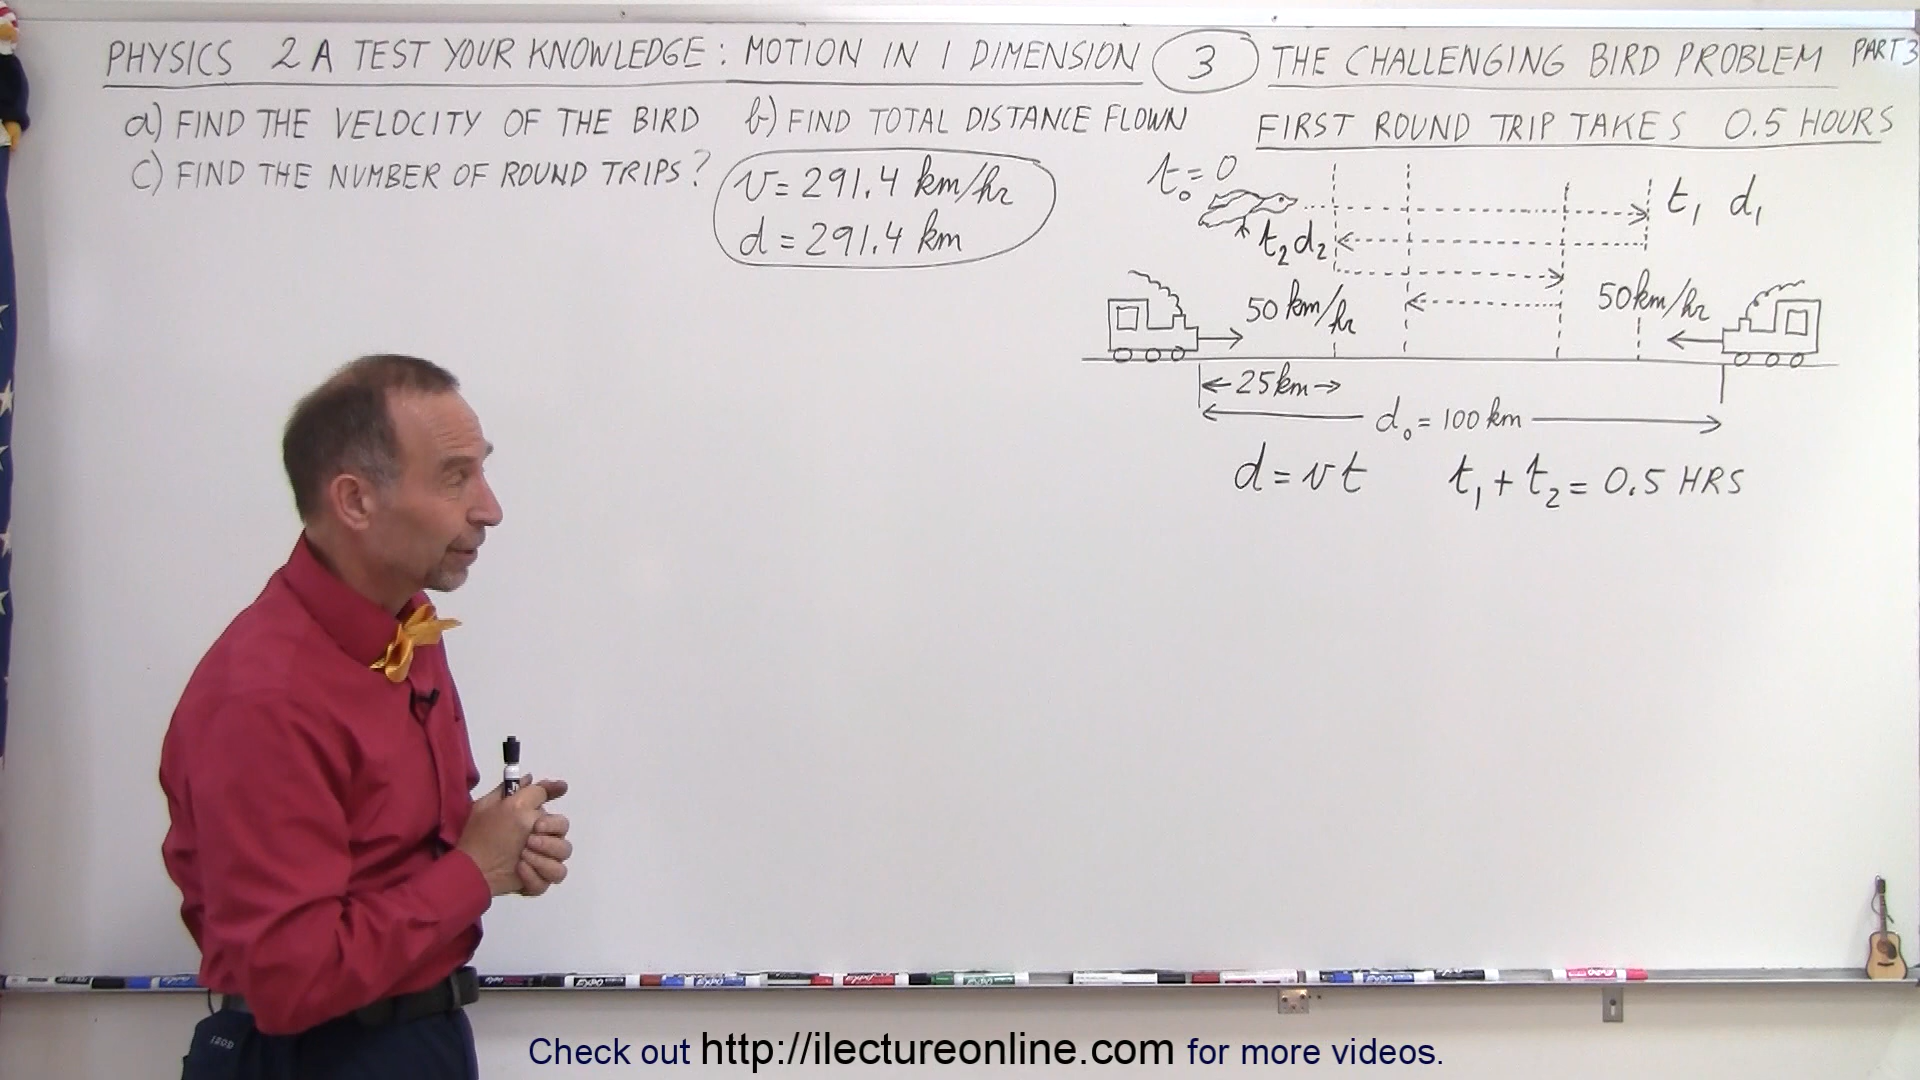 PHYSICS 2A TEST YOUR KNOWLEDGE: MOTION IN 1 DIMENSION 3 THE CHALLENGING BIRD PROBLEM PART 3
a) FIND THE VELOCITY OF THE BIRD b) FIND TOTAL DISTANCE FLOWN
c) FIND THE NUMBER OF ROUND TRIPS?
v = 291.4 km/hr
d = 291.4 km
FIRST ROUND TRIP TAKES 0.5 HOURS
t₀ = 0
t₁ d₁
t₂ d₂
50 km/hr
50 km/hr
25 km
d₀ = 100 km
d = vt t₁ + t₂ = 0.5 HRS
IZOD
Check out http://ilectureonline.com for more videos.